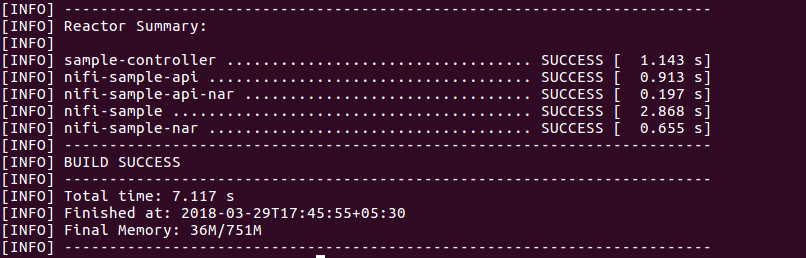 [INFO] ------------------------------------------------------------------------
[INFO] Reactor Summary:
[INFO]
[INFO] sample-controller .................................. SUCCESS [  1.143 s]
[INFO] nifi-sample-api .................................... SUCCESS [  0.913 s]
[INFO] nifi-sample-api-nar ................................ SUCCESS [  0.197 s]
[INFO] nifi-sample ........................................ SUCCESS [  2.868 s]
[INFO] nifi-sample-nar .................................... SUCCESS [  0.655 s]
[INFO] ------------------------------------------------------------------------
[INFO] BUILD SUCCESS
[INFO] ------------------------------------------------------------------------
[INFO] Total time: 7.117 s
[INFO] Finished at: 2018-03-29T17:45:55+05:30
[INFO] Final Memory: 36M/751M
[INFO] ------------------------------------------------------------------------